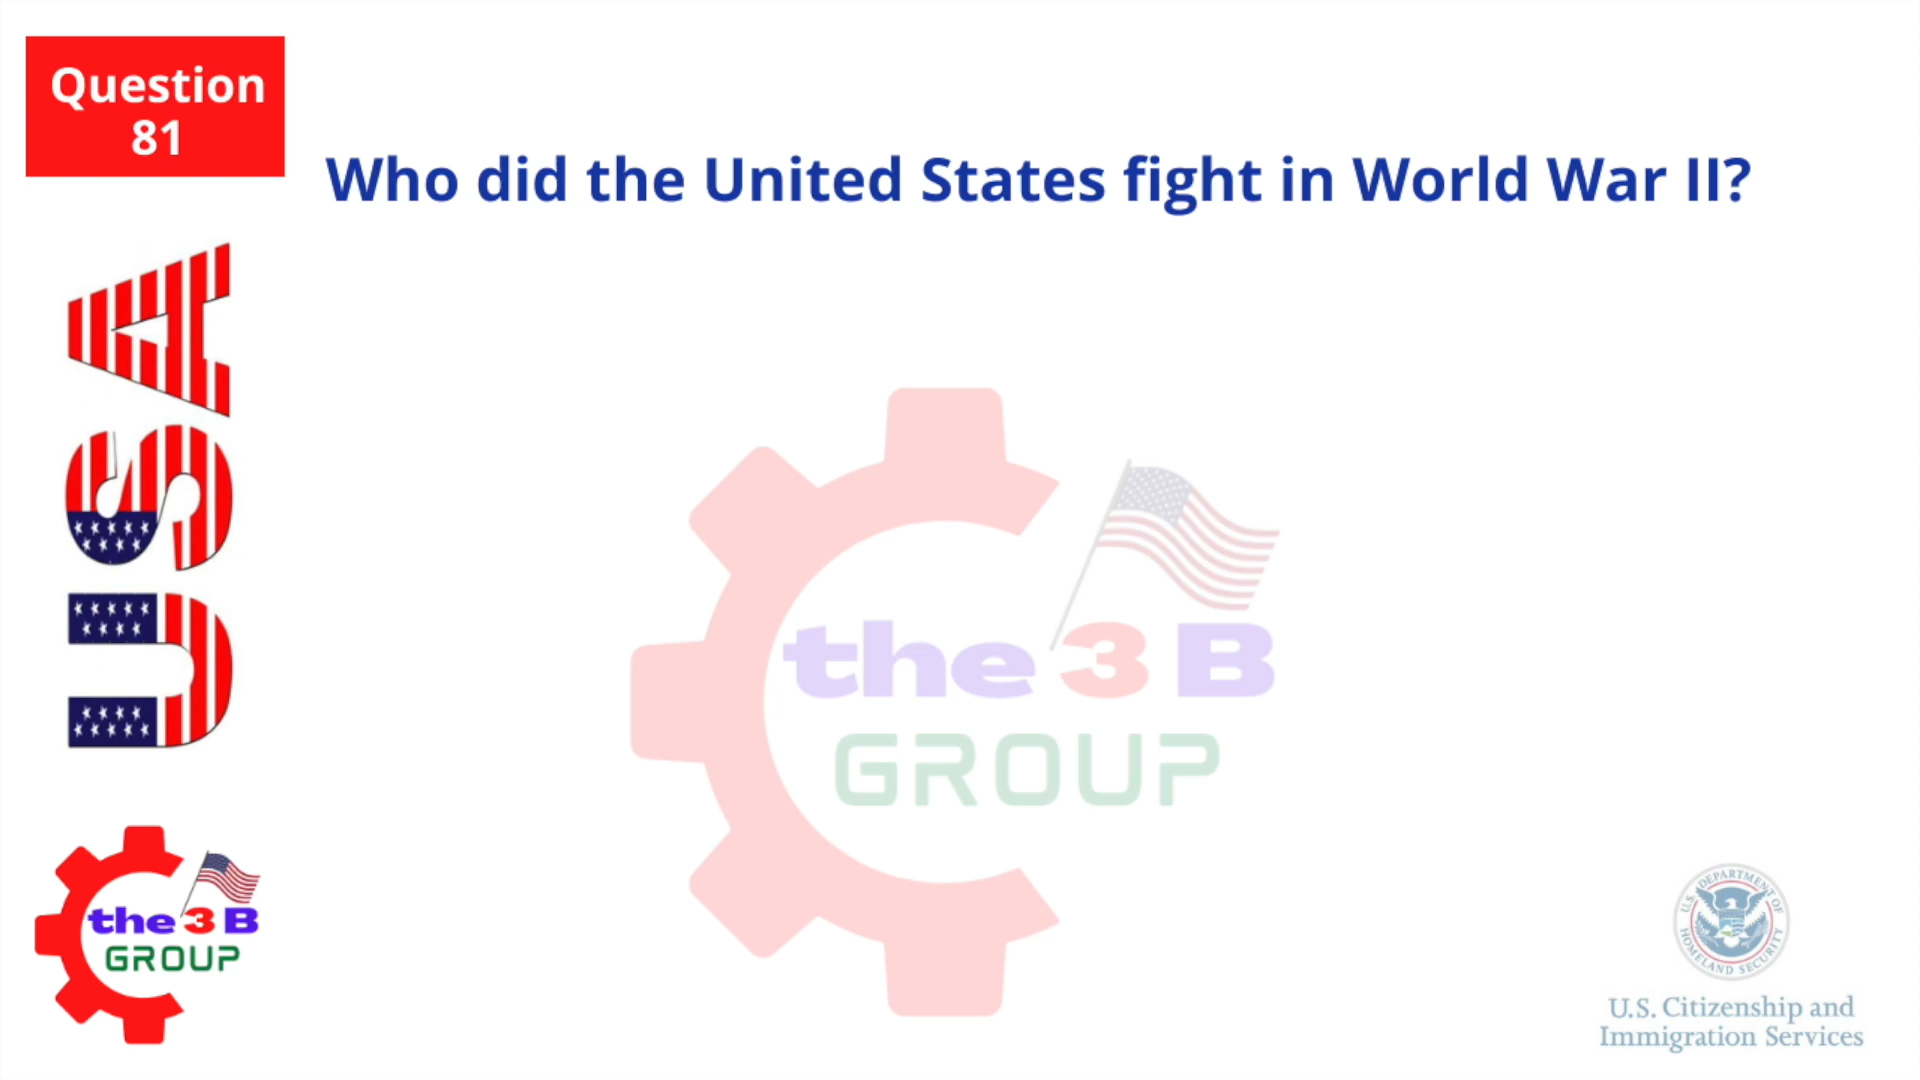 Question
81
Who did the United States fight in World War II?
USA
the 3 B
GROUP
the 3 B
GROUP
U.S. DEPARTMENT OF HOMELAND SECURITY
U.S. Citizenship and
Immigration Services